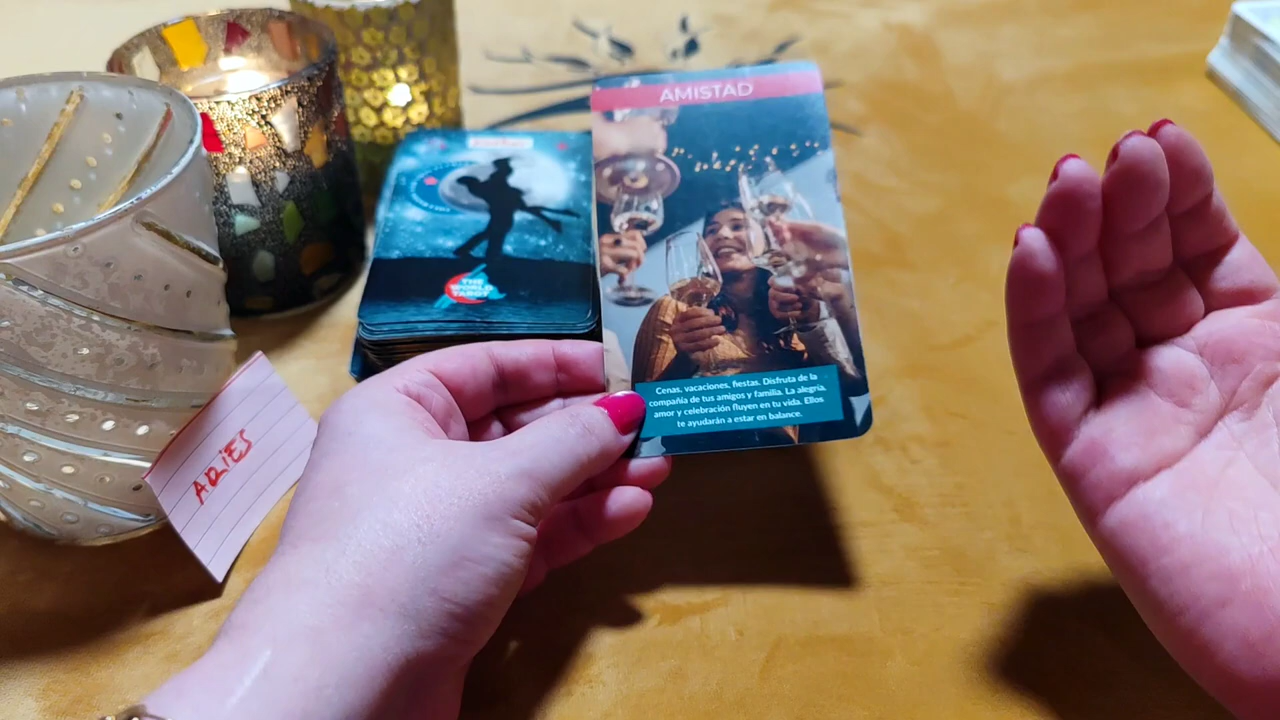 AMISTAD
Cenas, vacaciones, fiestas. Disfruta de la
compañía de tus amigos y familia. La alegría,
amor y celebración fluyen en tu vida. Ellos
te ayudarán a estar en balance.
THE
WORLD
TAROT
ARIES